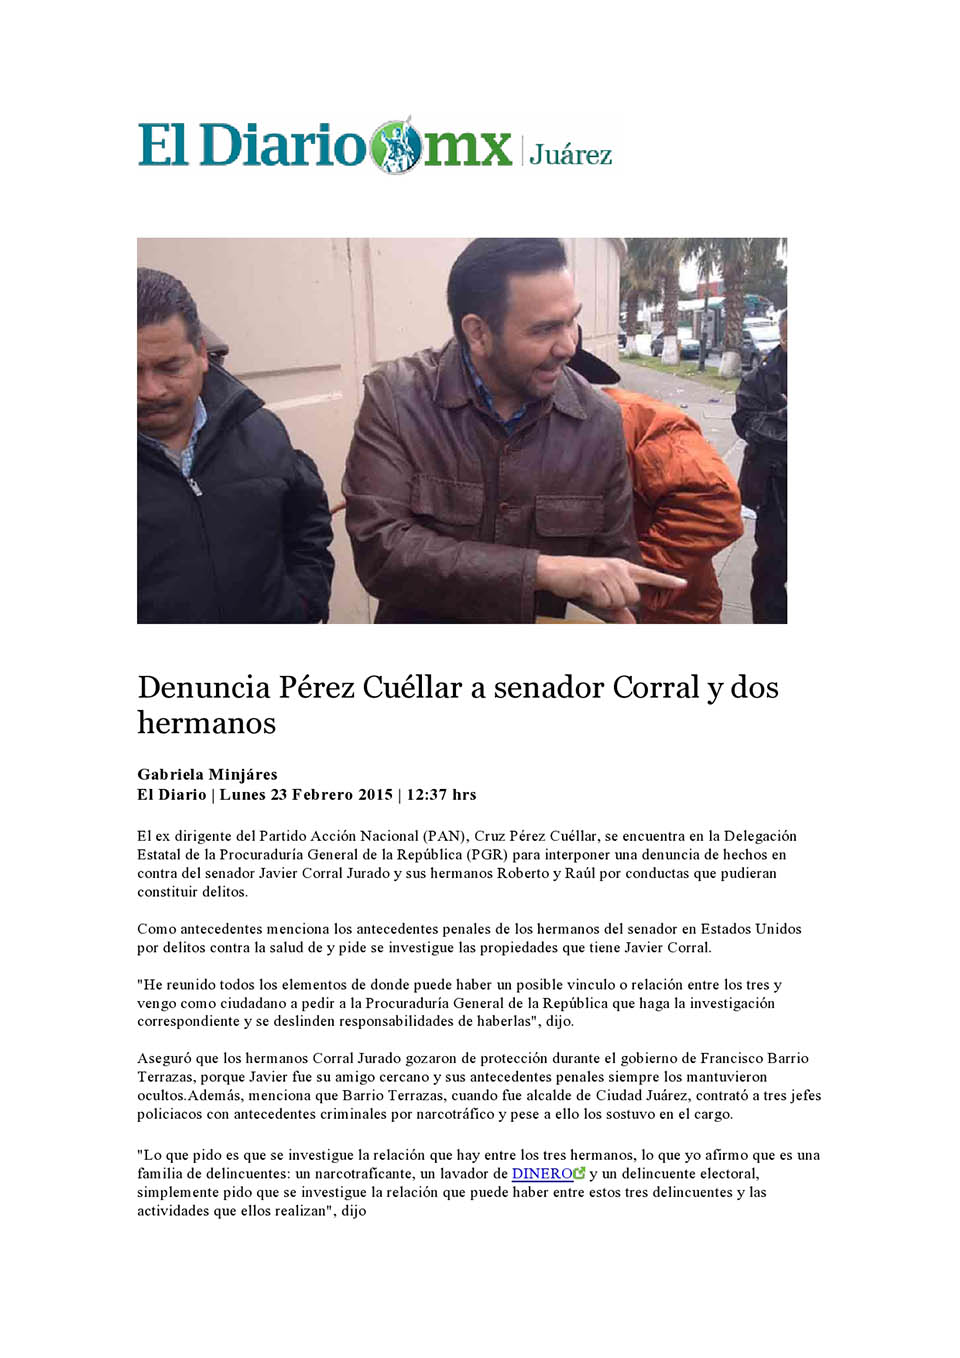 El Diario mx | Juárez
Denuncia Pérez Cuéllar a senador Corral y dos
hermanos
Gabriela Minjáres
El Diario | Lunes 23 Febrero 2015 | 12:37 hrs
El ex dirigente del Partido Acción Nacional (PAN), Cruz Pérez Cuéllar, se encuentra en la Delegación
Estatal de la Procuraduría General de la República (PGR) para interponer una denuncia de hechos en
contra del senador Javier Corral Jurado y sus hermanos Roberto y Raúl por conductas que pudieran
constituir delitos.
Como antecedentes menciona los antecedentes penales de los hermanos del senador en Estados Unidos
por delitos contra la salud de y pide se investigue las propiedades que tiene Javier Corral.
"He reunido todos los elementos de donde puede haber un posible vinculo o relación entre los tres y
vengo como ciudadano a pedir a la Procuraduría General de la República que haga la investigación
correspondiente y se deslinden responsabilidades de haberlas", dijo.
Aseguró que los hermanos Corral Jurado gozaron de protección durante el gobierno de Francisco Barrio
Terrazas, porque Javier fue su amigo cercano y sus antecedentes penales siempre los mantuvieron
ocultos.Además, menciona que Barrio Terrazas, cuando fue alcalde de Ciudad Juárez, contrató a tres jefes
policiacos con antecedentes criminales por narcotráfico y pese a ello los sostuvo en el cargo.
"Lo que pido es que se investigue la relación que hay entre los tres hermanos, lo que yo afirmo que es una
familia de delincuentes: un narcotraficante, un lavador de DINERO y un delincuente electoral,
simplemente pido que se investigue la relación que puede haber entre estos tres delincuentes y las
actividades que ellos realizan", dijo